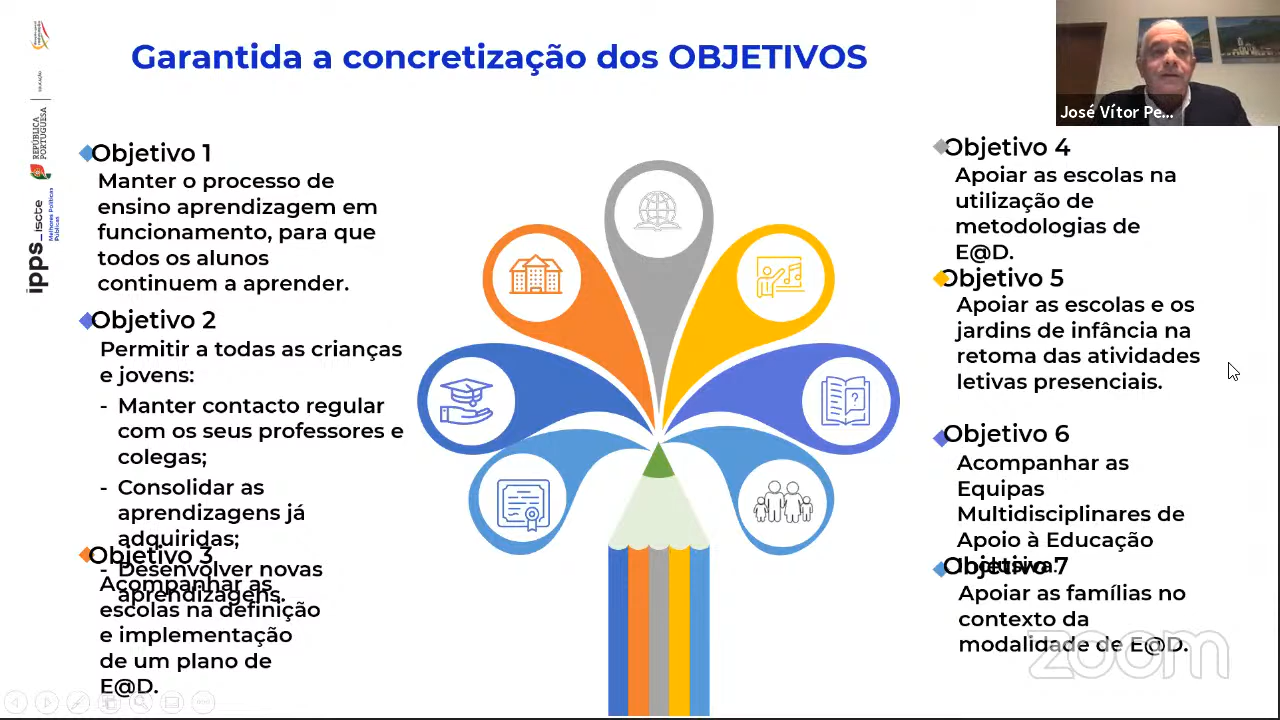 Garantida a concretização dos OBJETIVOS
José Vítor Pe...
REPÚBLICA
PORTUGUESA
EDUCAÇÃO
ipps_iscte
Melhores Políticas
Públicas
Objetivo 1
Manter o processo de
ensino aprendizagem em
funcionamento, para que
todos os alunos
continuem a aprender.
Objetivo 2
Permitir a todas as crianças
e jovens:
- Manter contacto regular
com os seus professores e
colegas;
- Consolidar as
aprendizagens já
adquiridas;
- Desenvolver novas
aprendizagens.
Objetivo 3
Acompanhar as
escolas na definição
e implementação
de um plano de
E@D.
?
Objetivo 4
Apoiar as escolas na
utilização de
metodologias de
E@D.
Objetivo 5
Apoiar as escolas e os
jardins de infância na
retoma das atividades
letivas presenciais.
Objetivo 6
Acompanhar as
Equipas
Multidisciplinares de
Apoio à Educação
Inclusiva.
Objetivo 7
Apoiar as famílias no
contexto da
modalidade de E@D.
zoom